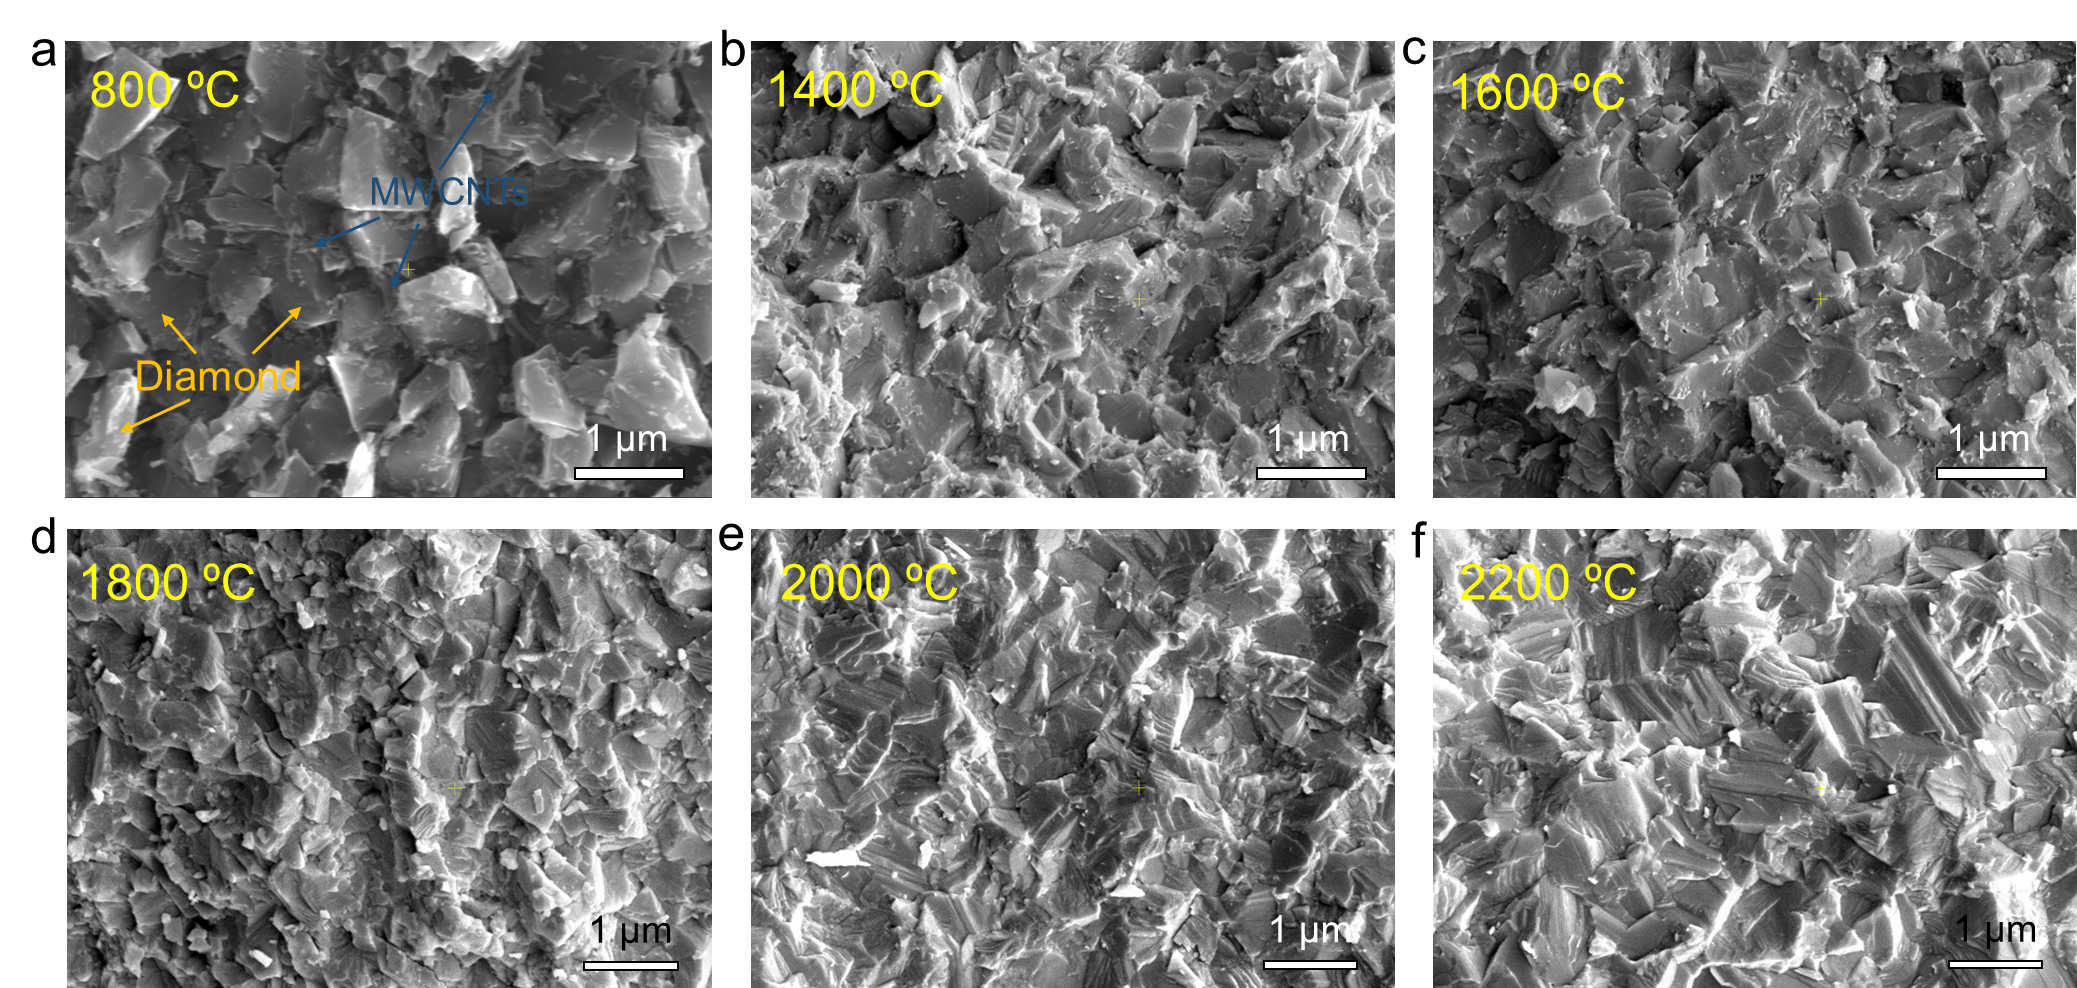 a
800 ºC
MWCNTs
Diamond
1 μm
b
1400 ºC
1 μm
c
1600 ºC
1 μm
d
1800 ºC
1 μm
e
2000 ºC
1 μm
f
2200 ºC
1 μm